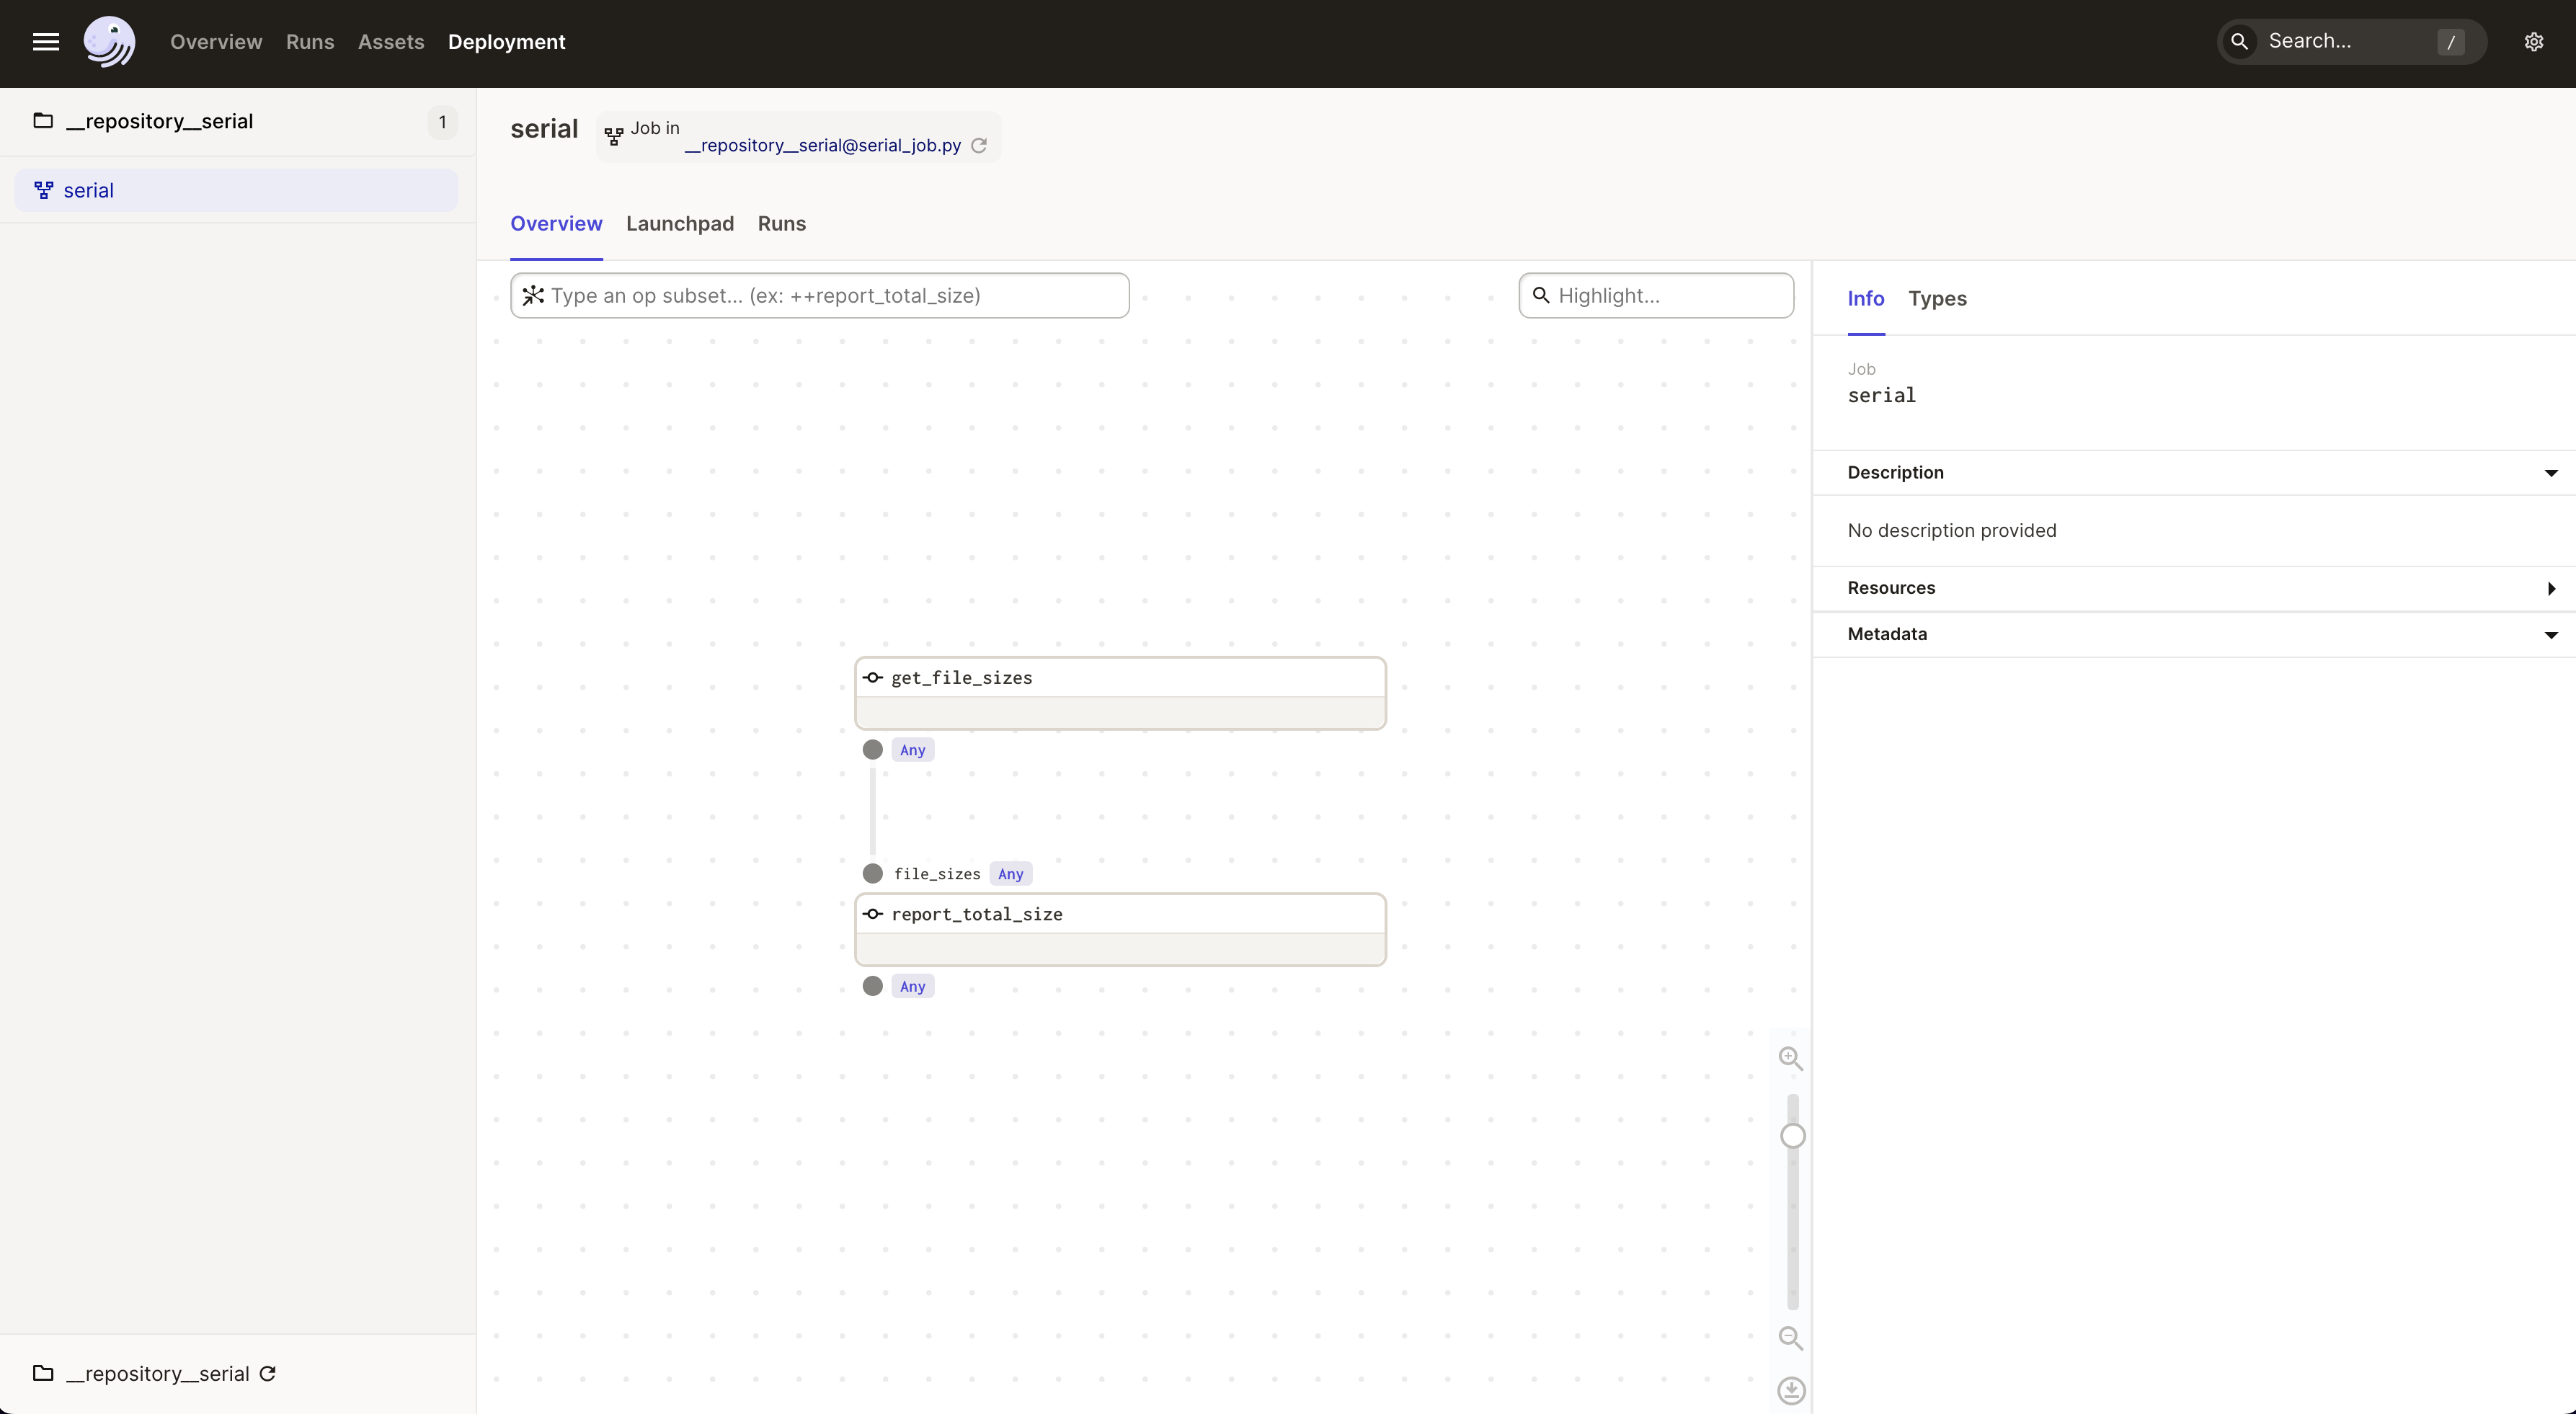 Overview Runs Assets Deployment Search... /
__repository__serial 1
serial
serial
Job in
__repository__serial@serial_job.py
Overview Launchpad Runs
Type an op subset... (ex: ++report_total_size)
Highlight...
get_file_sizes
Any
file_sizes Any
report_total_size
Any
Info Types
Job
serial
Description
No description provided
Resources
Metadata
__repository__serial